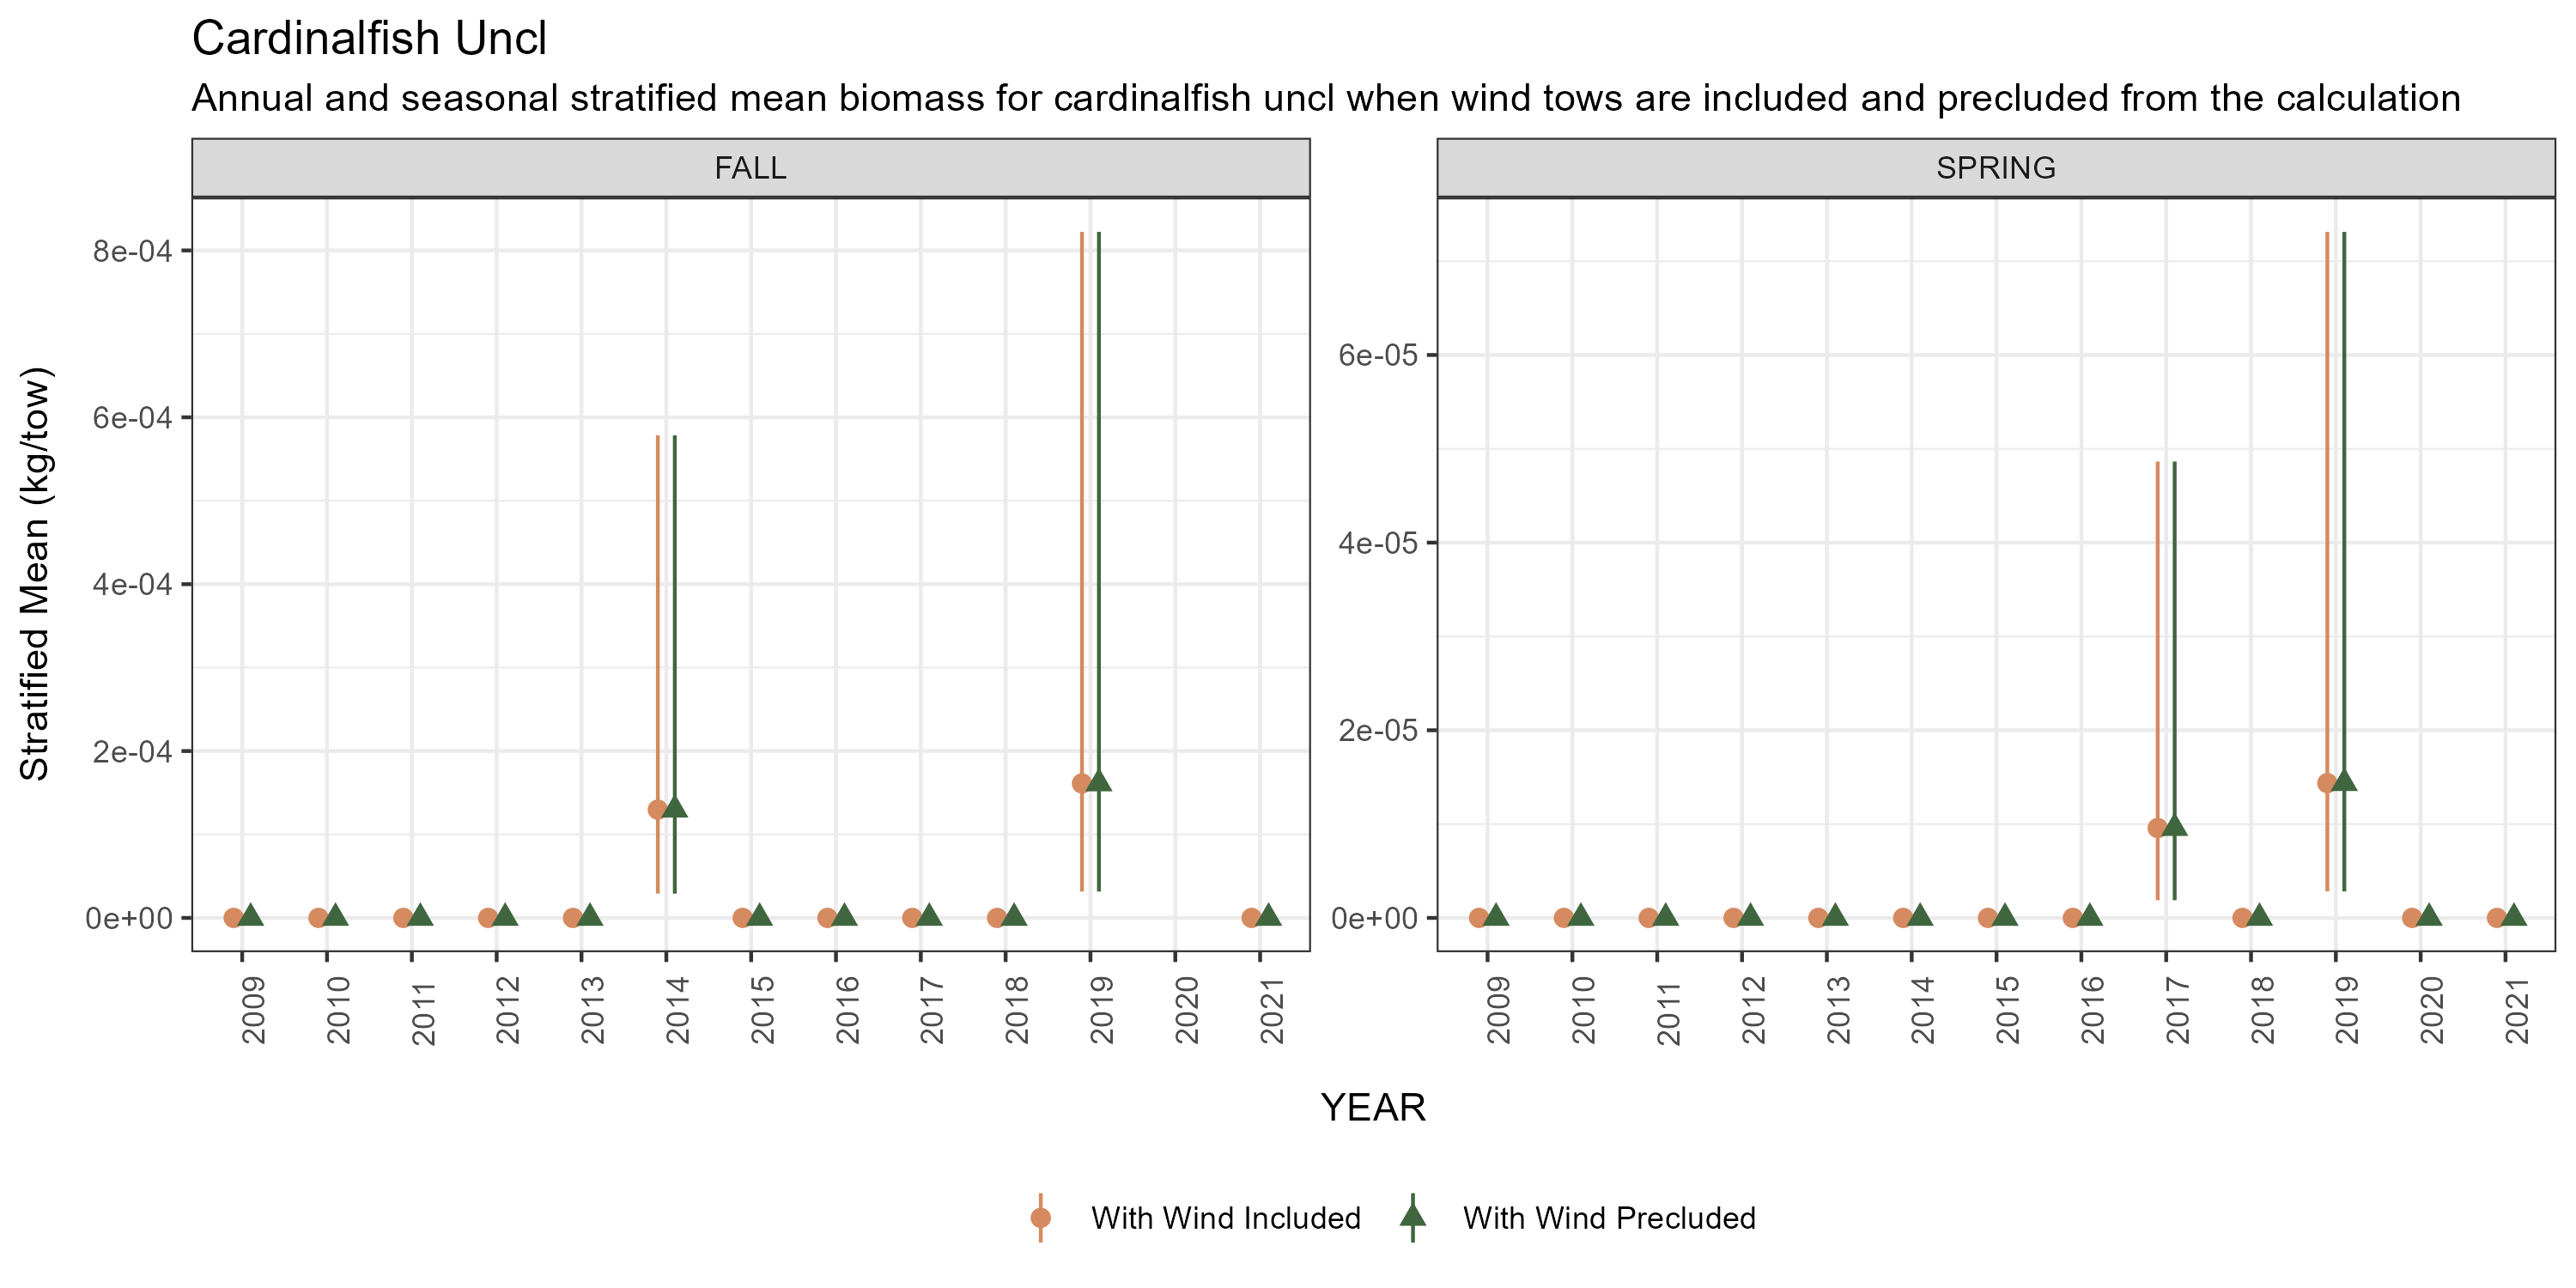 Cardinalfish Uncl
Annual and seasonal stratified mean biomass for cardinalfish uncl when wind tows are included and precluded from the calculation
FALL
SPRING
Stratified Mean (kg/tow)
8e-04
6e-04
4e-04
2e-04
0e+00
6e-05
4e-05
2e-05
0e+00
2009 2010 2011 2012 2013 2014 2015 2016 2017 2018 2019 2020 2021
2009 2010 2011 2012 2013 2014 2015 2016 2017 2018 2019 2020 2021
YEAR
With Wind Included With Wind Precluded